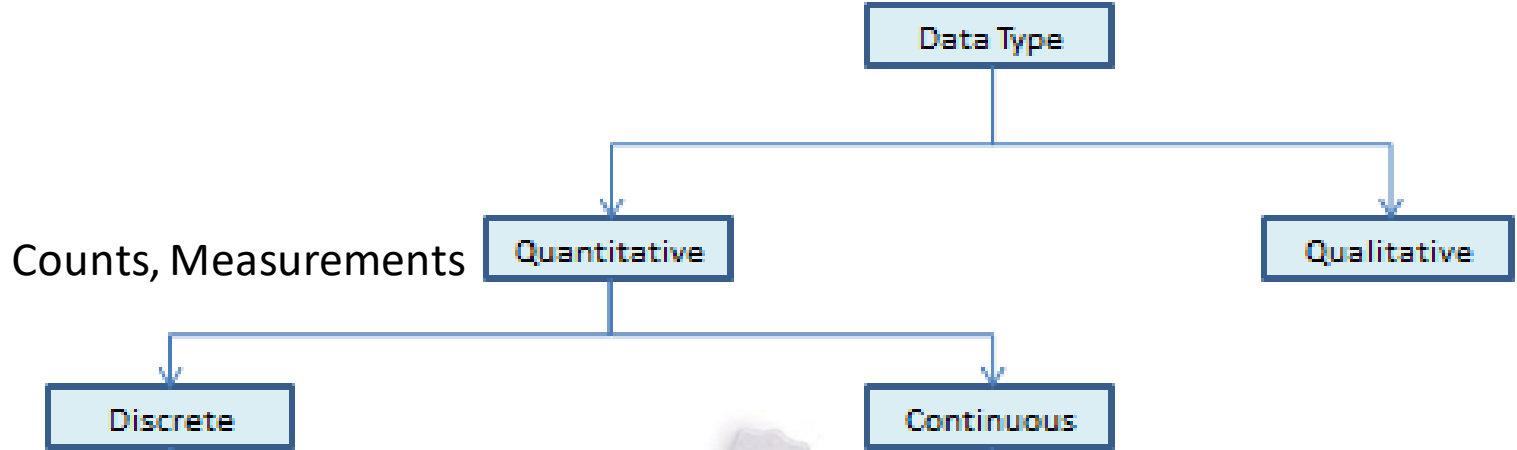 Data Type
Counts, Measurements
Quantitative
Qualitative
Discrete
Continuous